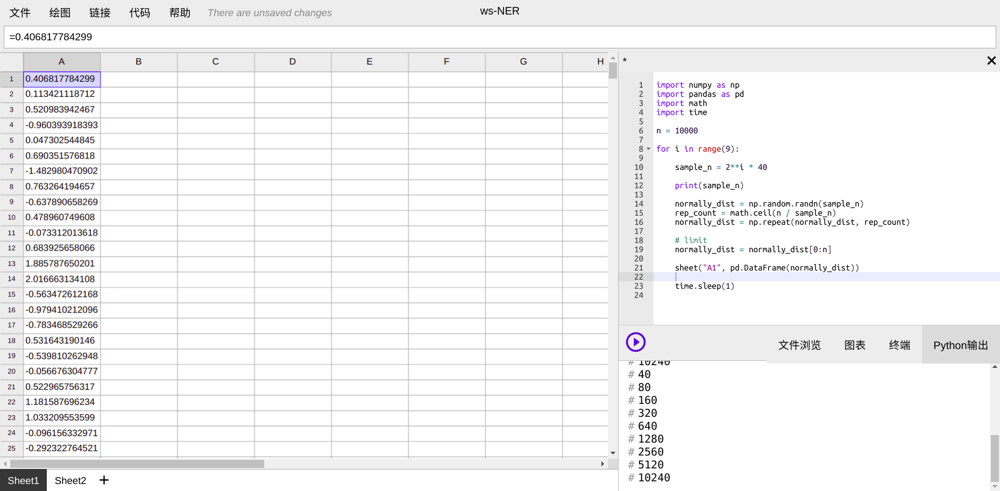 文件 绘图 链接 代码 帮助 There are unsaved changes ws-NER
=0.406817784299
A B C D E F G H
1 0.406817784299
2 0.113421118712
3 0.520983942467
4 -0.960393918393
5 0.047302544845
6 0.690351576818
7 -1.482980470902
8 0.763264194657
9 -0.637890658269
10 0.478960749608
11 -0.073312013618
12 0.683925658066
13 1.885787650201
14 2.016663134108
15 -0.563472612168
16 -0.979410212096
17 -0.783468529266
18 0.531643190146
19 -0.539810262948
20 -0.056676304777
21 0.522965756317
22 1.181587696234
23 1.033209553599
24 -0.096156332971
25 -0.292322764521
Sheet1 Sheet2 +
*
1 import numpy as np
2 import pandas as pd
3 import math
4 import time
5
6 n = 10000
7
8 for i in range(9):
9
10 sample_n = 2**i * 40
11
12 print(sample_n)
13
14 normally_dist = np.random.randn(sample_n)
15 rep_count = math.ceil(n / sample_n)
16 normally_dist = np.repeat(normally_dist, rep_count)
17
18 # limit
19 normally_dist = normally_dist[0:n]
20
21 sheet("A1", pd.DataFrame(normally_dist))
22
23 time.sleep(1)
24
文件浏览 图表 终端 Python输出
# 10240
# 40
# 80
# 160
# 320
# 640
# 1280
# 2560
# 5120
# 10240